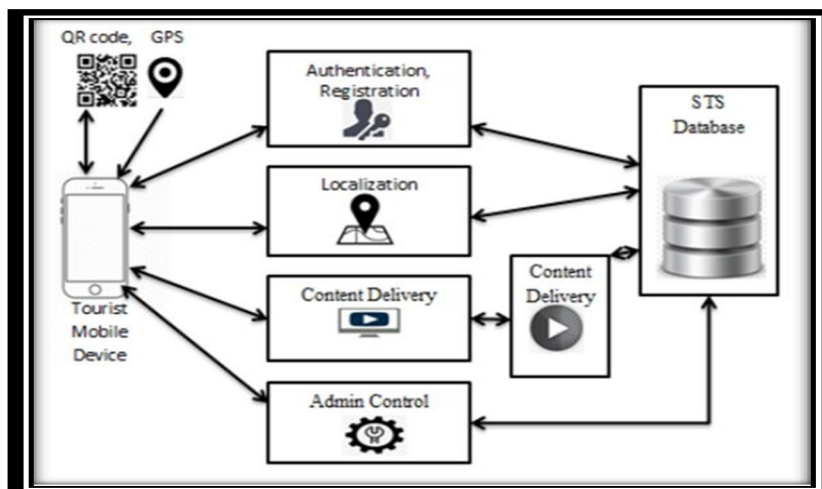 QR code, GPS
Authentication,
Registration
STS
Database
Localization
Content Delivery
Content
Delivery
Tourist
Mobile
Device
Admin Control